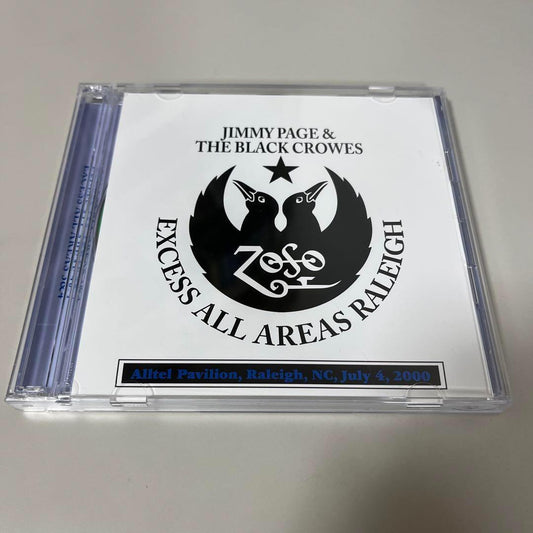 JIMMY PAGE &
THE BLACK CROWES
ZOSO
EXCESS ALL AREAS RALEIGH
Alltel Pavilion, Raleigh, NC, July 4, 2000